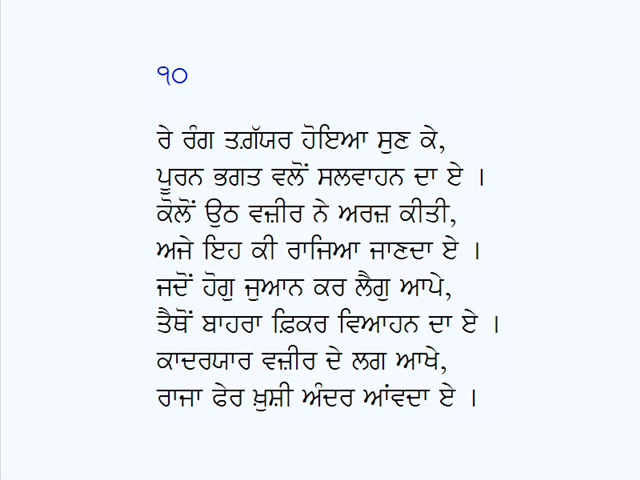 ੧੦
ਰੇ ਰੰਗ ਤਗ਼ੱਯਰ ਹੋਇਆ ਸੁਣ ਕੇ,
ਪੂਰਨ ਭਗਤ ਵਲੋਂ ਸਲਵਾਹਨ ਦਾ ਏ ।
ਕੋਲੋਂ ਉਠ ਵਜ਼ੀਰ ਨੇ ਅਰਜ਼ ਕੀਤੀ,
ਅਜੇ ਇਹ ਕੀ ਰਾਜਿਆ ਜਾਣਦਾ ਏ ।
ਜਦੋਂ ਹੋਗੁ ਜੁਆਨ ਕਰ ਲੈਗੁ ਆਪੇ,
ਤੈਥੋਂ ਬਾਹਰਾ ਫ਼ਿਕਰ ਵਿਆਹਨ ਦਾ ਏ ।
ਕਾਦਰਯਾਰ ਵਜ਼ੀਰ ਦੇ ਲਗ ਆਖੇ,
ਰਾਜਾ ਫੇਰ ਖ਼ੁਸ਼ੀ ਅੰਦਰ ਆਂਵਦਾ ਏ ।